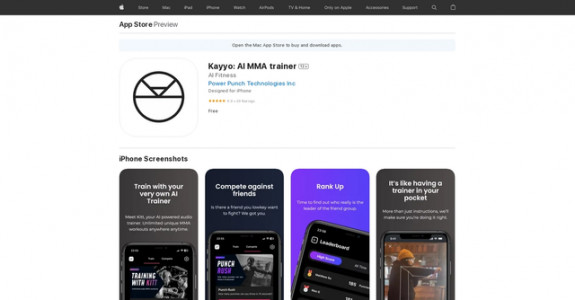 Store Mac iPad iPhone Watch AirPods TV & Home Only on Apple Accessories Support
App Store Preview
Open the Mac App Store to buy and download apps.
Kayyo: AI MMA trainer
AI Fitness
Power Punch Technologies Inc
Designed for iPhone
Free
iPhone Screenshots
Train with your
very own AI
Trainer
Meet Kitt, your AI powered audio
trainer. Unlimited unique MMA
workouts anywhere anytime
TRAINING
WITH KITT
Compete against
friends
Is there a friend you lowkey want
to fight? We got you.
PUNCH
RUSH
Punch Rush
Rank Up
Time to find out who really is the
leader of the friend group
Leaderboard
It's like having a
trainer in your
pocket
More than just instructions, we'll
make sure you're doing it right.